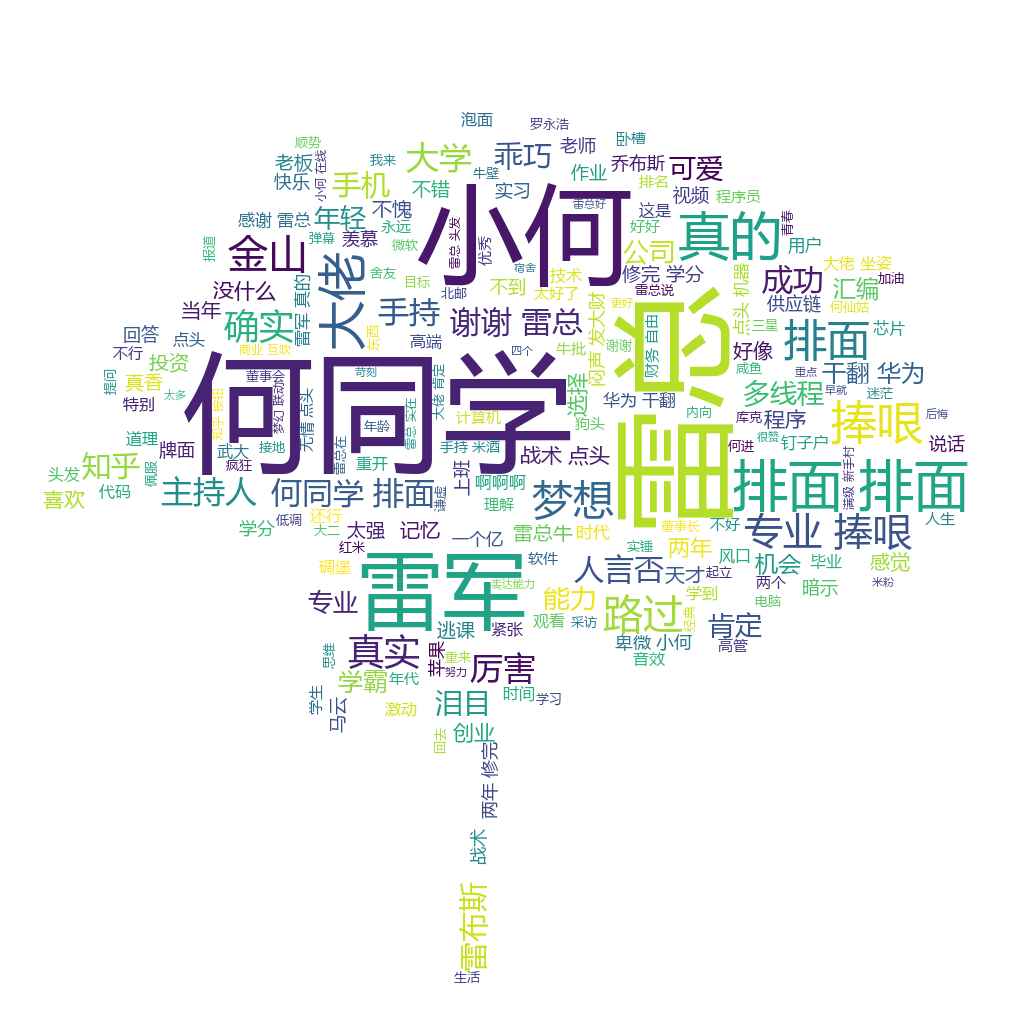 泡面
罗永浩
顺势
卧槽
老板
小何 在线
我来
大学
牛壁
乖巧
老师
乔布斯
可爱
快乐
手机
不错
实习
作业
排名
视频
程序员
感谢 雷总
年轻
不愧
永远
小何
雷总 头发
优秀
雷总好
这是
好好
真的
青春
用户
报道
金山
弹幕
羡慕
微软
宿舍
公司
大佬
舍友
目标
北邮
不到
技术
太好了
更好
修完 学分
雷总说
点头 机器
成功
大佬 坐姿
加油
何仙姑
汇编
供应链
没什么
当年
雷军 真的
手持
谢谢 雷总
闷声 发大财
雷总
财务 自由
三星
排面
芯片
回答
点头
确实
东西
高端
四个
牛批
谢谢
好像
不行
投资
商业 互吹
何同学
苛刻
大佬 肯定
选择
咸鱼
重点
干翻 华为
提问
真香
太多
知乎 按钮
董事会
梦幻 联动
无情 点头
雷总 实在
计算机
狗头
华为 干翻
内向
库克
多线程
早就
迷茫
特别
年龄
程序
捧哏
后悔
道理
牌面
武大
接地
雷总在
手持 米酒
战术 点头
何进
很赞
钉子户
满级 新手村
说话
头发
知乎
佩服
疯狂
重开
上班
啊啊啊
梦想
排面
排面
喜欢
代码
主持人
何同学 排面
谦虚
理解
学分
低调
还行
大二
太强
记忆
一个亿
雷总牛
时代
董事长
不好
专业 捧哏
人生
碉堡
红米
雷军
表达能力
软件
实锤
人言否
天才
两年
起立
风口
机会
两个
毕业
感觉
米粉
专业
能力
路过
学到
经典
电脑
暗示
逃课
紧张
观看
采访
卑微 小何
肯定
高管
思维
真实
苹果
重来
努力
厉害
音效
学霸
年代
学生
马云
激动
泪目
时间
学习
回去
创业
两年 修完
战术
雷布斯
生活